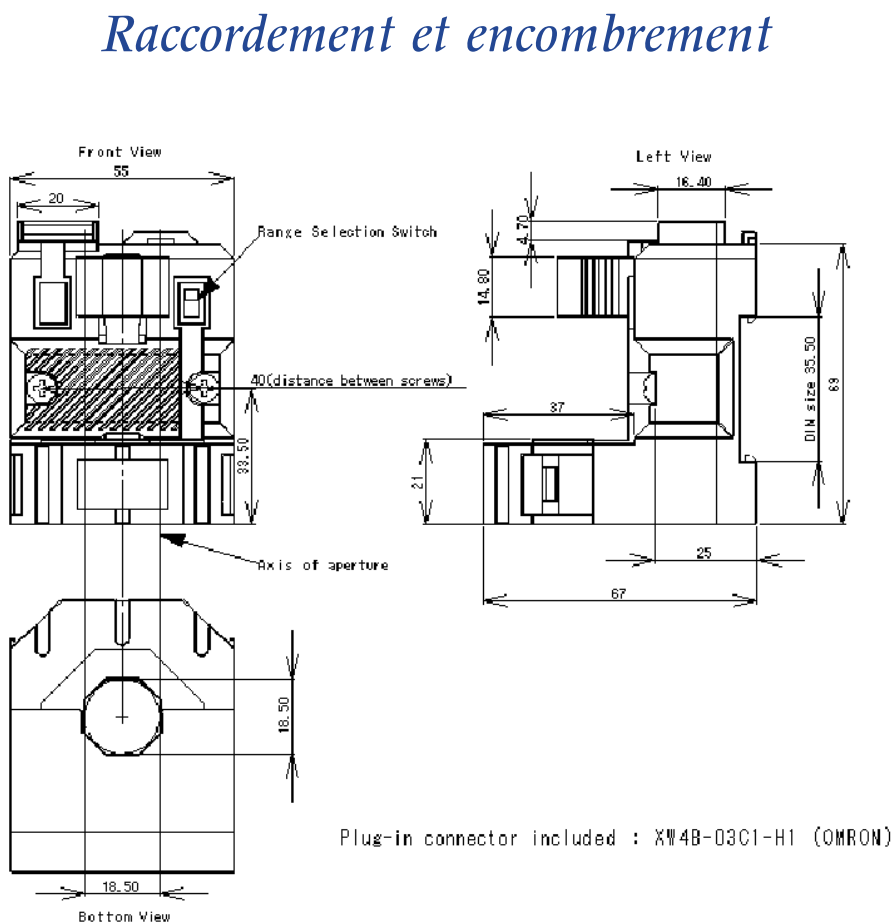 Raccordement et encombrement
Front View
55
20
Range Selection Switch
40(distance between screws)
33.50
Axis of aperture
18.50
18.50
Bottom View
Left View
16.40
4.70
14.80
37
21
DIN size 35.50
69
25
67
Plug-in connector included : XW4B-03C1-H1 (OMRON)